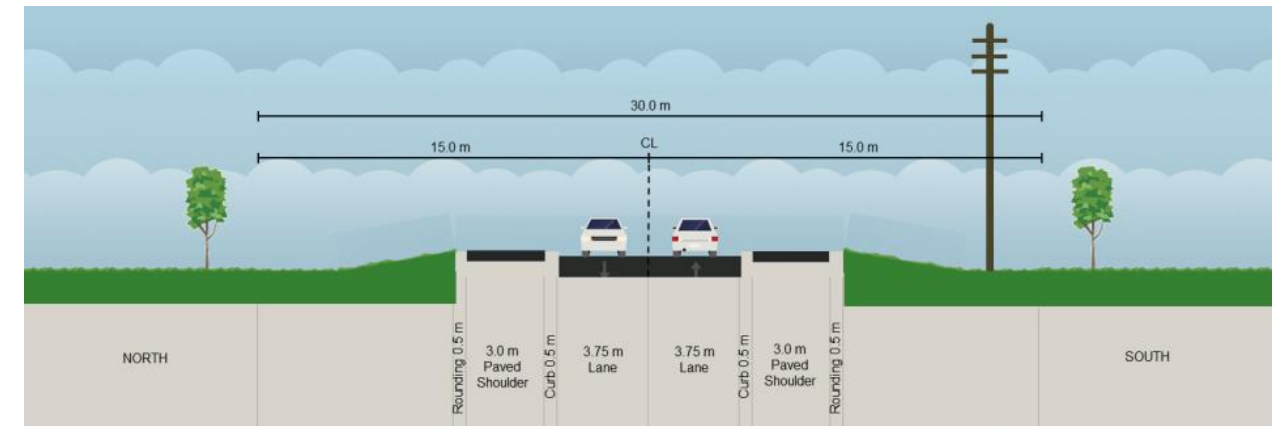 30.0 m
15.0 m
CL
15.0 m
NORTH
Rounding 0.5 m
3.0 m
Paved
Shoulder
Curb 0.5 m
3.75 m
Lane
3.75 m
Lane
Curb 0.5 m
3.0 m
Paved
Shoulder
Rounding 0.5 m
SOUTH